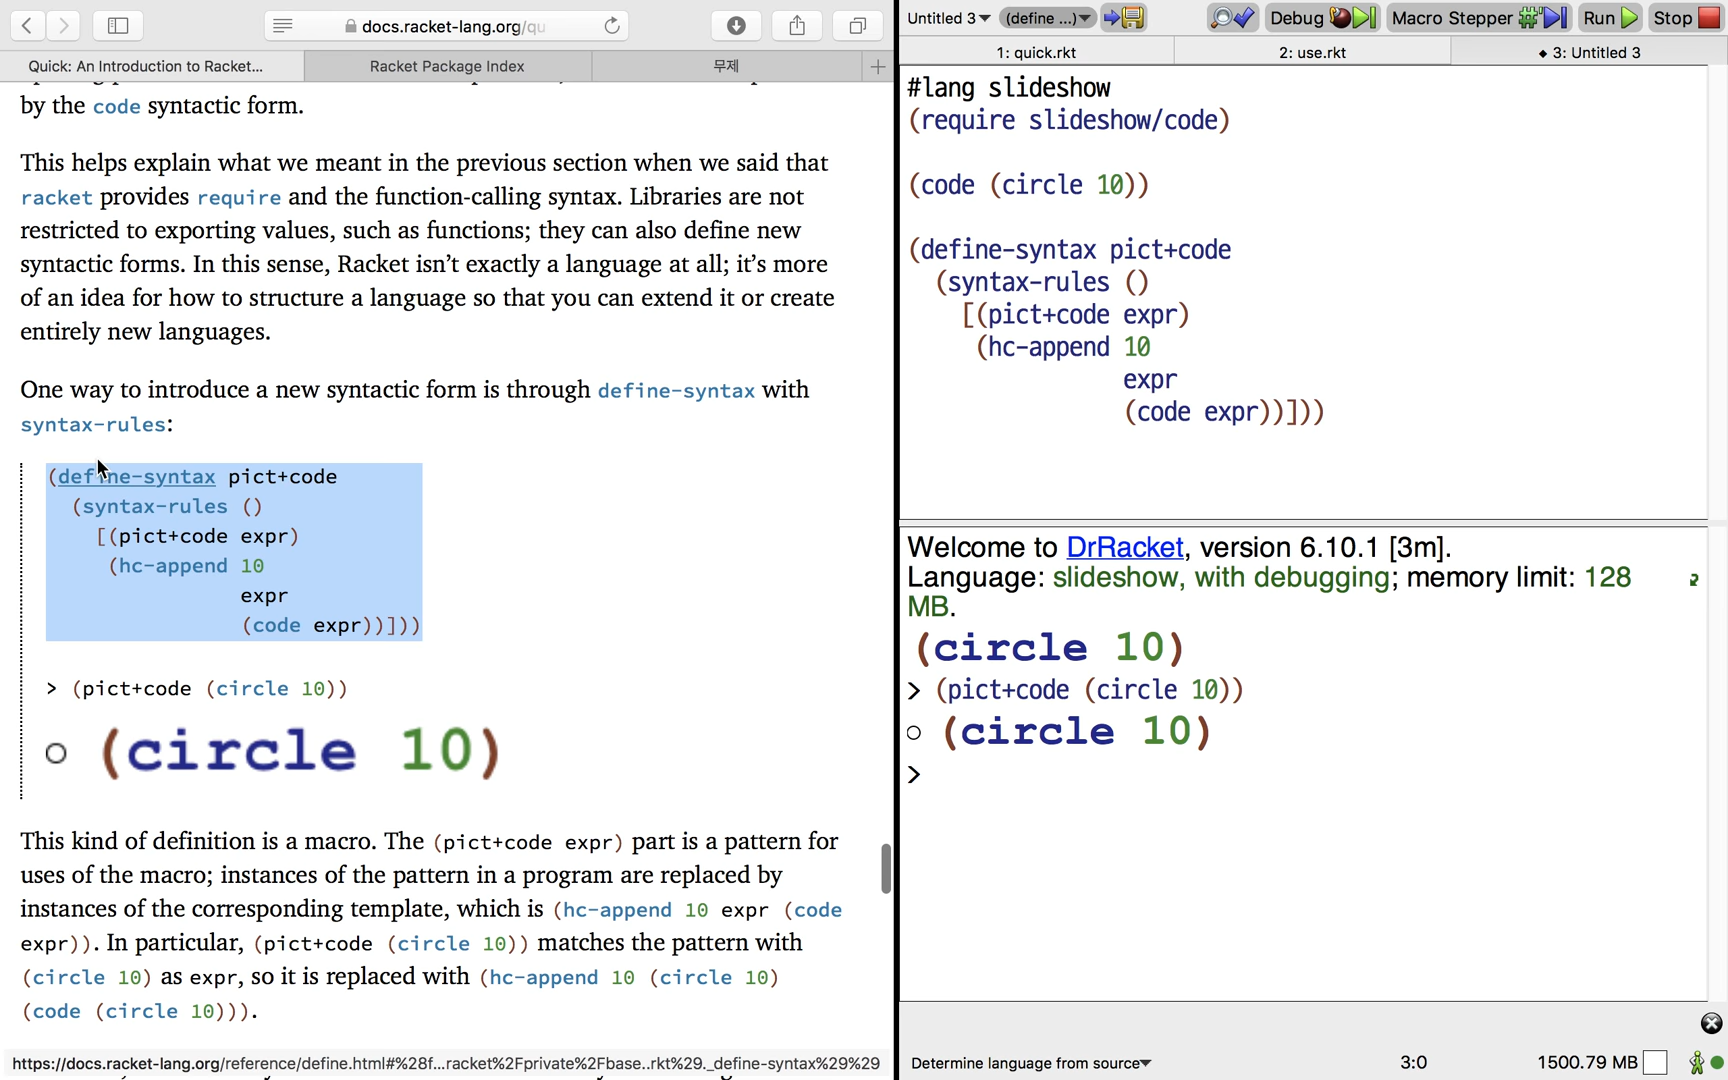 docs.racket-lang.org/qu
Quick: An Introduction to Racket...
Racket Package Index
무제
by the code syntactic form.
This helps explain what we meant in the previous section when we said that
racket provides require and the function-calling syntax. Libraries are not
restricted to exporting values, such as functions; they can also define new
syntactic forms. In this sense, Racket isn’t exactly a language at all; it’s more
of an idea for how to structure a language so that you can extend it or create
entirely new languages.
One way to introduce a new syntactic form is through define-syntax with
syntax-rules:
(define-syntax pict+code
(syntax-rules ()
[(pict+code expr)
(hc-append 10
expr
(code expr))]))
> (pict+code (circle 10))
(circle 10)
This kind of definition is a macro. The (pict+code expr) part is a pattern for
uses of the macro; instances of the pattern in a program are replaced by
instances of the corresponding template, which is (hc-append 10 expr (code
expr)). In particular, (pict+code (circle 10)) matches the pattern with
(circle 10) as expr, so it is replaced with (hc-append 10 (circle 10)
(code (circle 10))).
https://docs.racket-lang.org/reference/define.html#%28f...racket%2Fprivate%2Fbase..rkt%29._define-syntax%29%29
Untitled 3 (define ...) Debug Macro Stepper Run Stop
1: quick.rkt
2: use.rkt
3: Untitled 3
#lang slideshow
(require slideshow/code)
(code (circle 10))
(define-syntax pict+code
(syntax-rules ()
[(pict+code expr)
(hc-append 10
expr
(code expr))]))
Welcome to DrRacket, version 6.10.1 [3m].
Language: slideshow, with debugging; memory limit: 128
MB.
(circle 10)
> (pict+code (circle 10))
(circle 10)
>
Determine language from source 3:0 1500.79 MB